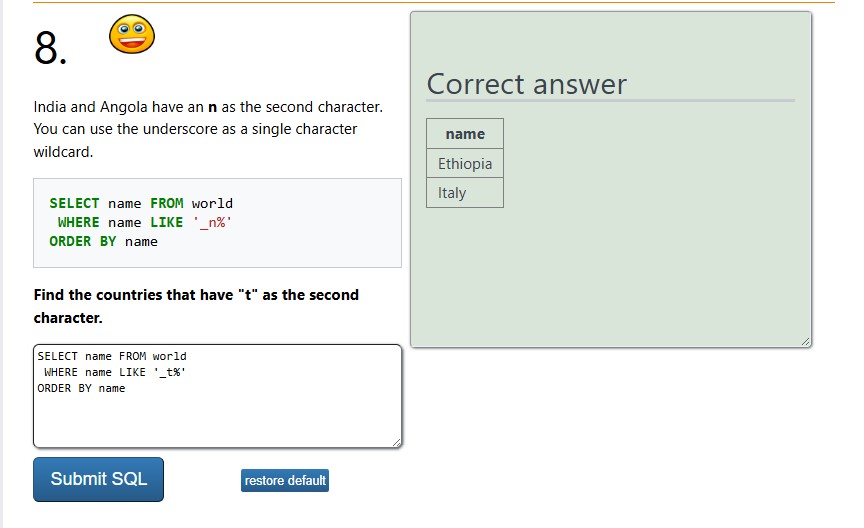 8.
India and Angola have an n as the second character.
You can use the underscore as a single character
wildcard.
SELECT name FROM world
WHERE name LIKE '_n%'
ORDER BY name
Find the countries that have "t" as the second
character.
SELECT name FROM world
WHERE name LIKE '_t%'
ORDER BY name
Submit SQL
restore default
Correct answer
name
Ethiopia
Italy